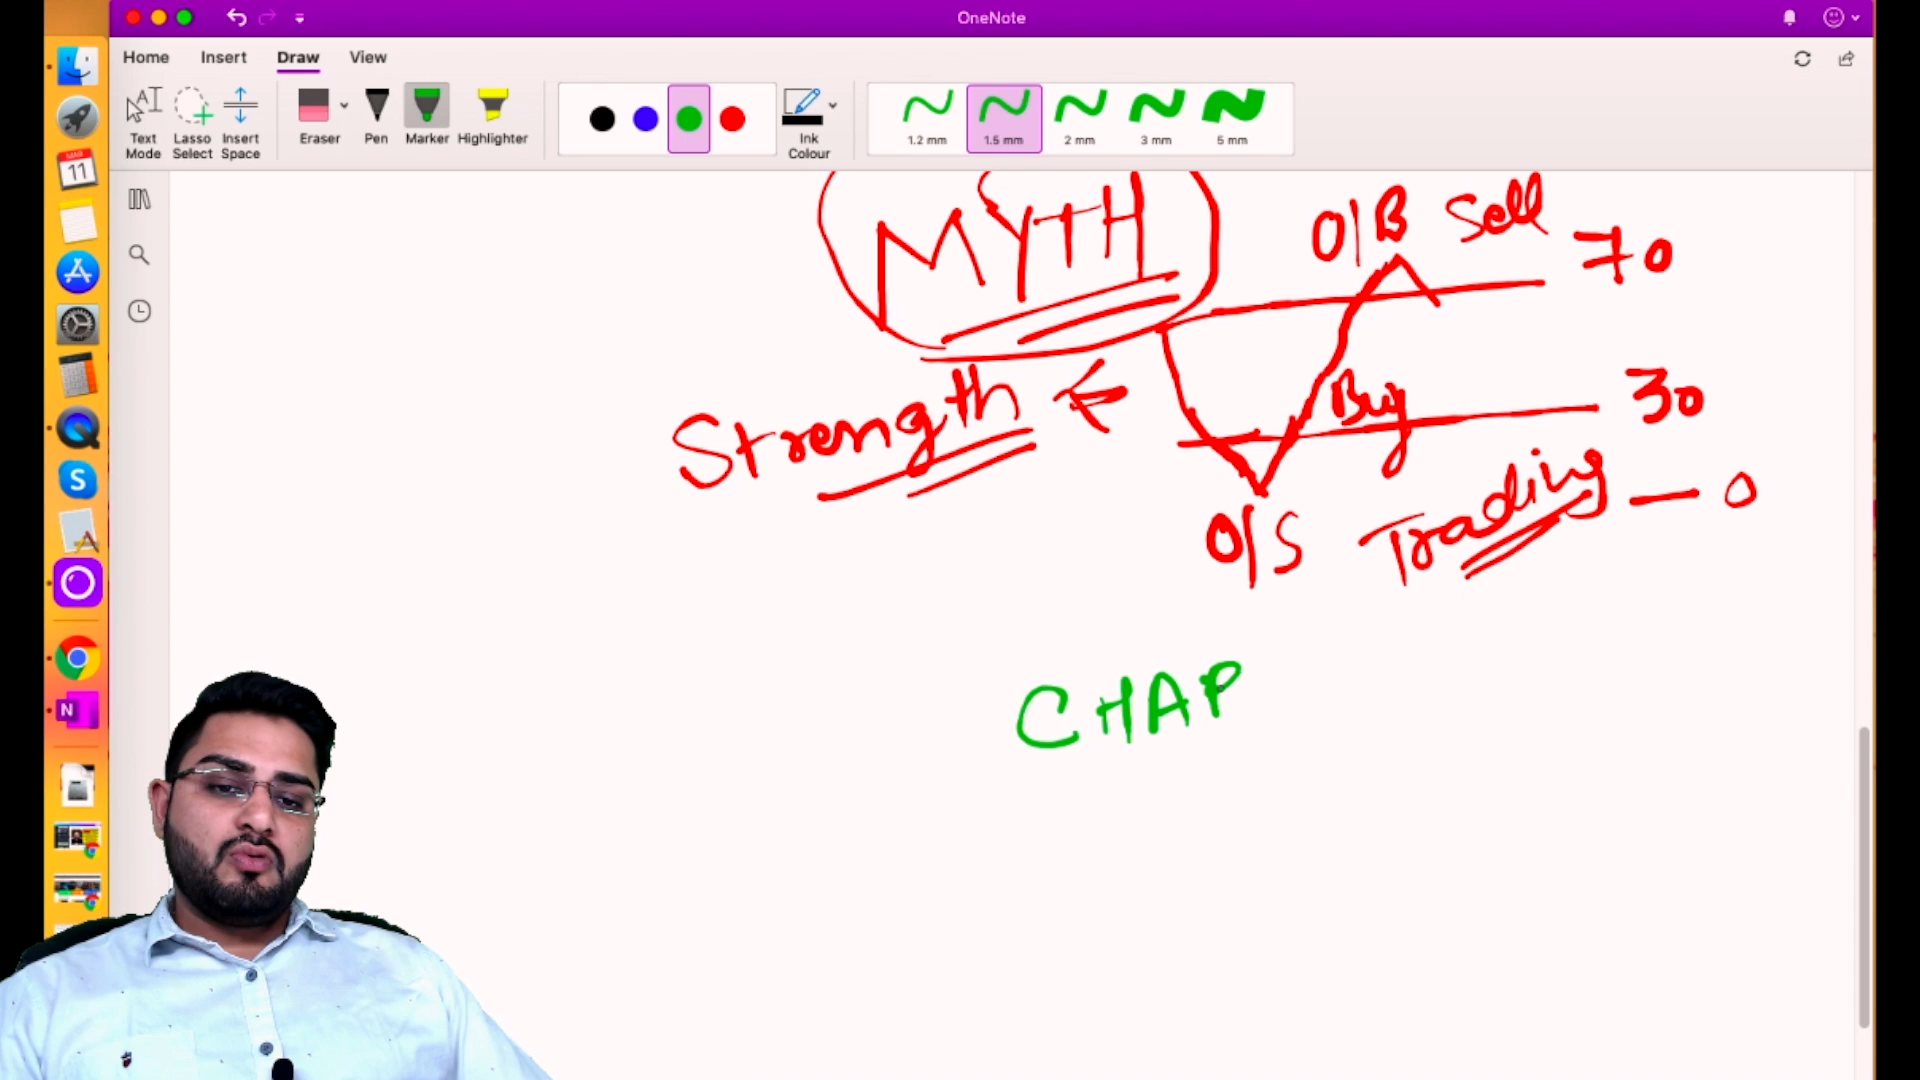 OneNote
Home Insert Draw View
Text Mode
Lasso Select
Insert Space
Eraser
Pen
Marker
Highlighter
Ink Colour
1.2 mm
1.5 mm
2 mm
3 mm
5 mm
MAR
11
MYTH
O/B Sell 70
Strength
Buy 30
O/S Trading 0
CHAP
S
N